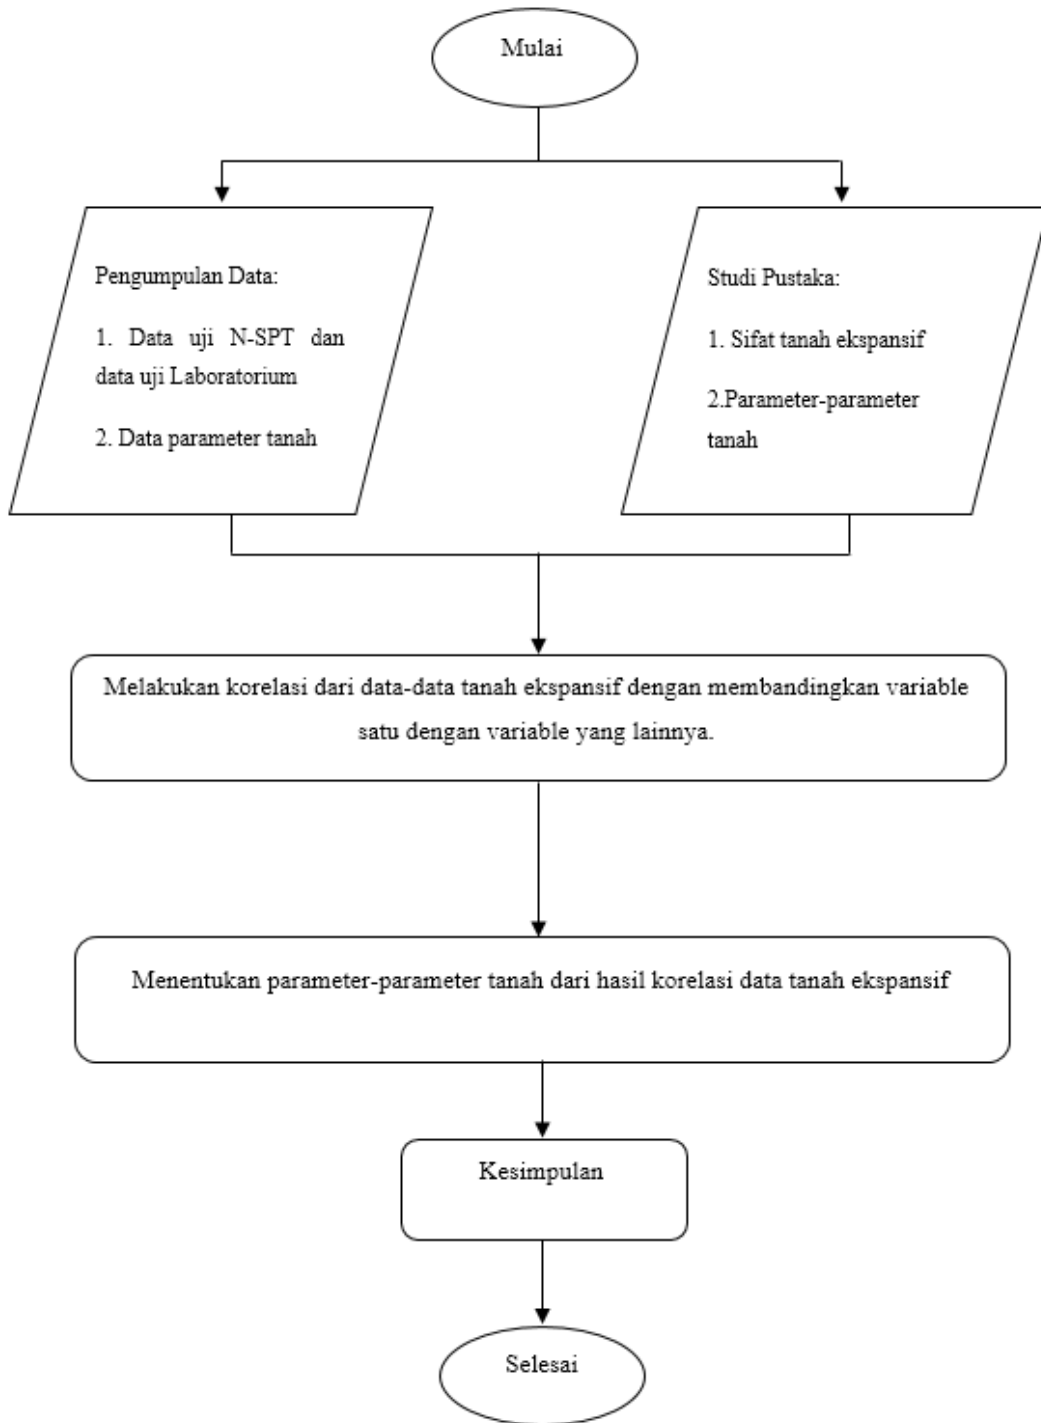 Mulai
Pengumpulan Data:
1. Data uji N-SPT dan
data uji Laboratorium
2. Data parameter tanah
Studi Pustaka:
1. Sifat tanah ekspansif
2.Parameter-parameter
tanah
Melakukan korelasi dari data-data tanah ekspansif dengan membandingkan variable
satu dengan variable yang lainnya.
Menentukan parameter-parameter tanah dari hasil korelasi data tanah ekspansif
Kesimpulan
Selesai